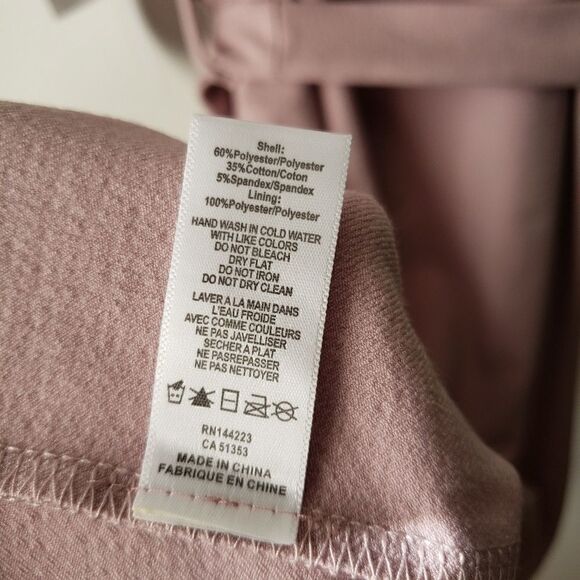 Shell:
60%Polyester/Polyester
35%Cotton/Coton
5%Spandex/Spandex
Lining:
100%Polyester/Polyester
HAND WASH IN COLD WATER
WITH LIKE COLORS
DO NOT BLEACH
DRY FLAT
DO NOT IRON
DO NOT DRY CLEAN
LAVER A LA MAIN DANS
L'EAU FROIDE
AVEC COMME COULEURS
NE PAS JAVELLISER
SECHER A PLAT
NE PASREPASSER
NE PAS NETTOYER
RN144223
CA 51353
MADE IN CHINA
FABRIQUE EN CHINE